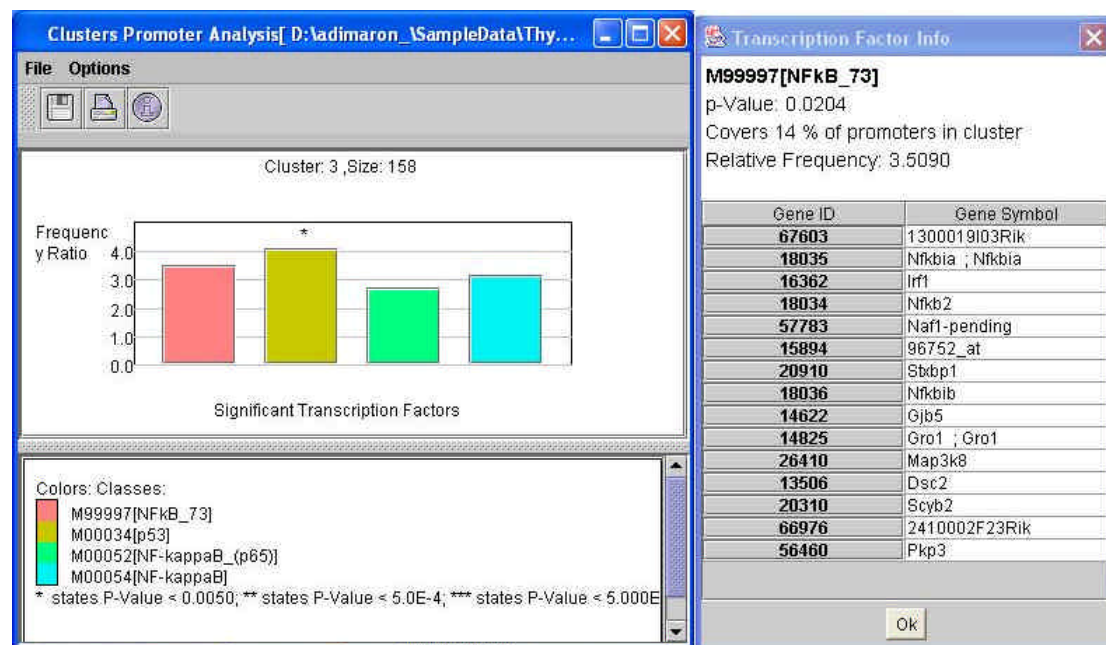 Clusters Promoter Analysis[ D:\adimaron_\SampleData\Thy...
File Options
Cluster: 3 ,Size: 158
Frequenc
y Ratio
4.0
3.0
2.0
1.0
0.0
*
Significant Transcription Factors
Colors: Classes:
M99997[NFkB_73]
M00034[p53]
M00052[NF-kappaB_(p65)]
M00054[NF-kappaB]
* states P-Value < 0.0050; ** states P-Value < 5.0E-4; *** states P-Value < 5.000E
Transcription Factor Info
M99997[NFkB_73]
p-Value: 0.0204
Covers 14 % of promoters in cluster
Relative Frequency: 3.5090
Gene ID Gene Symbol
67603 1300019I03Rik
18035 Nfkbia ; Nfkbia
16362 Irf1
18034 Nfkb2
57783 Naf1-pending
15894 96752_at
20910 Stxbp1
18036 Nfkbib
14622 Gjb5
14825 Gro1 ; Gro1
26410 Map3k8
13506 Dsc2
20310 Scyb2
66976 2410002F23Rik
56460 Pkp3
Ok